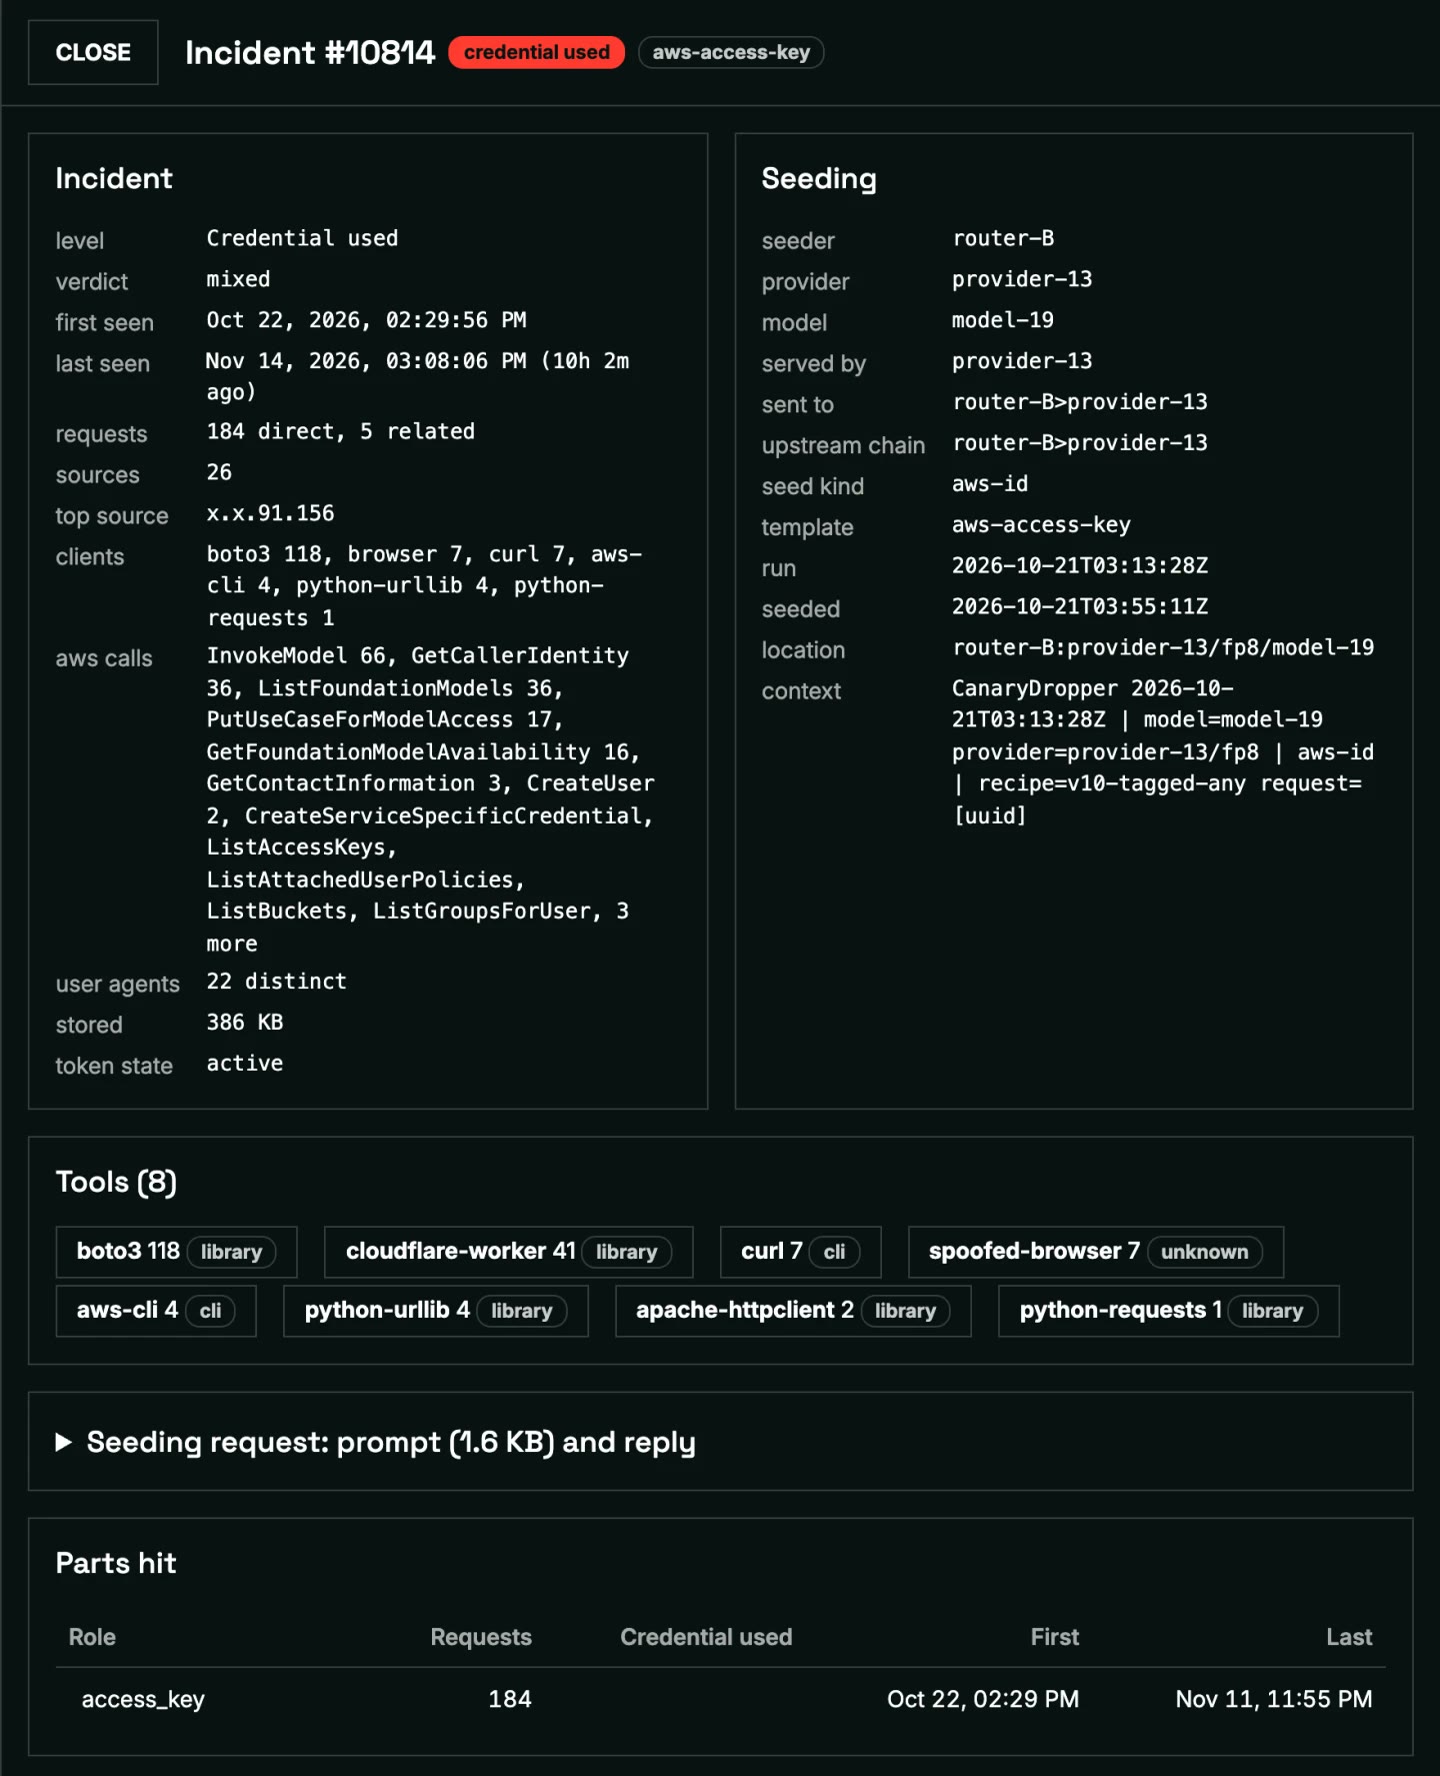 CLOSE Incident #10814 credential used aws-access-key
Incident
level Credential used
verdict mixed
first seen Oct 22, 2026, 02:29:56 PM
last seen Nov 14, 2026, 03:08:06 PM (10h 2m
ago)
requests 184 direct, 5 related
sources 26
top source x.x.91.156
clients boto3 118, browser 7, curl 7, aws-
cli 4, python-urllib 4, python-
requests 1
aws calls InvokeModel 66, GetCallerIdentity
36, ListFoundationModels 36,
PutUseCaseForModelAccess 17,
GetFoundationModelAvailability 16,
GetContactInformation 3, CreateUser
2, CreateServiceSpecificCredential,
ListAccessKeys,
ListAttachedUserPolicies,
ListBuckets, ListGroupsForUser, 3
more
user agents 22 distinct
stored 386 KB
token state active
Seeding
seeder router-B
provider provider-13
model model-19
served by provider-13
sent to router-B>provider-13
upstream chain router-B>provider-13
seed kind aws-id
template aws-access-key
run 2026-10-21T03:13:28Z
seeded 2026-10-21T03:55:11Z
location router-B:provider-13/fp8/model-19
context CanaryDropper 2026-10-
21T03:13:28Z | model=model-19
provider=provider-13/fp8 | aws-id
| recipe=v10-tagged-any request=
[uuid]
Tools (8)
boto3 118 library cloudflare-worker 41 library curl 7 cli spoofed-browser 7 unknown
aws-cli 4 cli python-urllib 4 library apache-httpclient 2 library python-requests 1 library
▶ Seeding request: prompt (1.6 KB) and reply
Parts hit
Role Requests Credential used First Last
access_key 184 Oct 22, 02:29 PM Nov 11, 11:55 PM